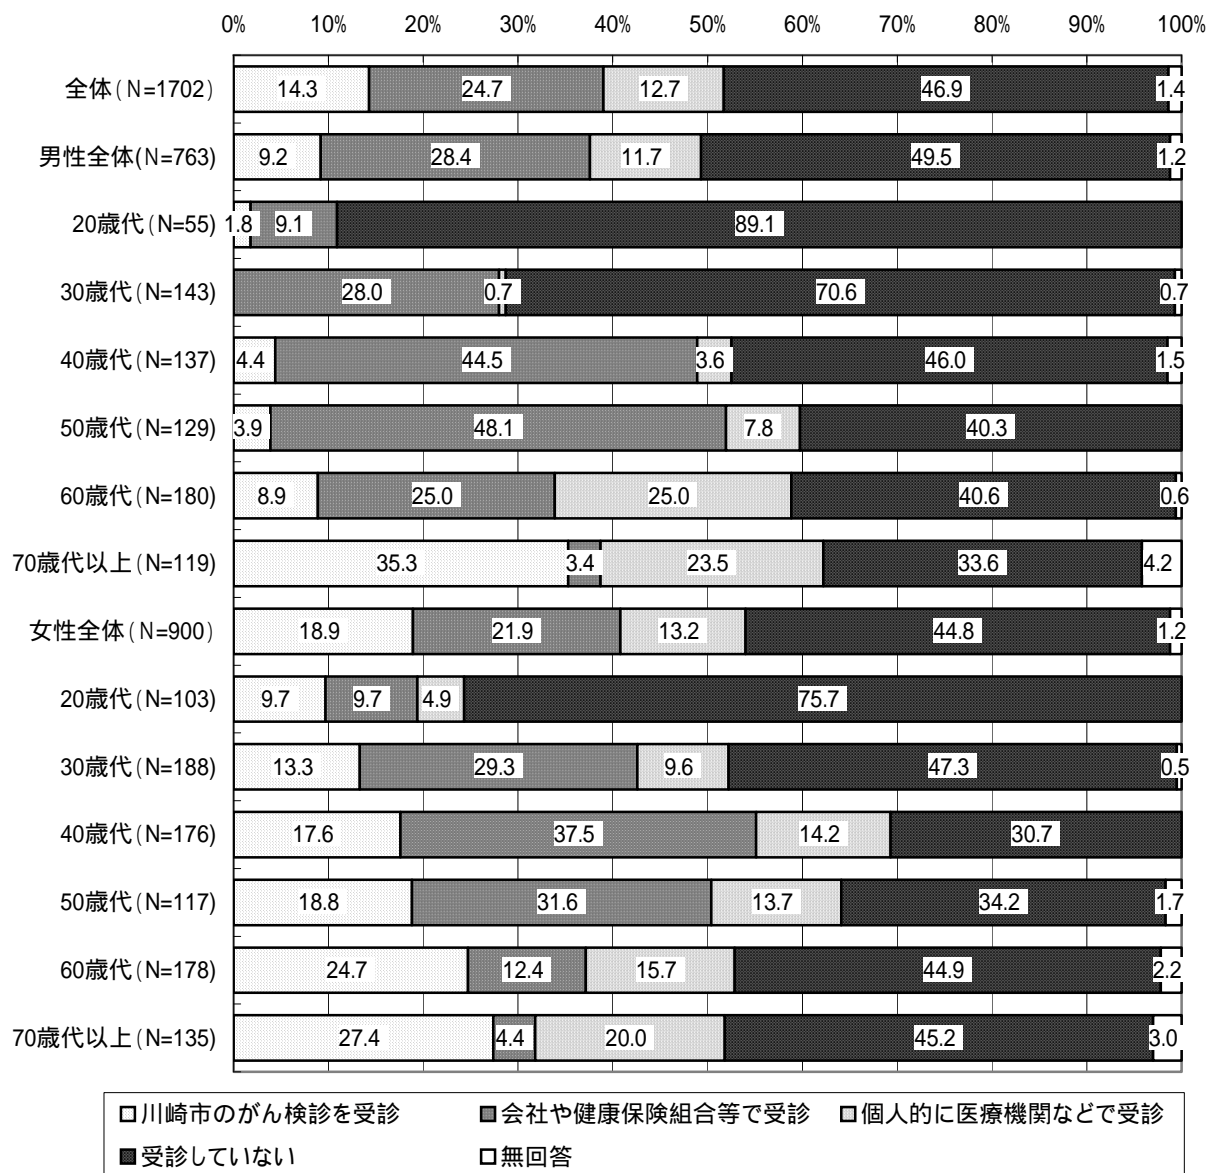 0% 10% 20% 30% 40% 50% 60% 70% 80% 90% 100%
全体(N=1702) 14.3 24.7 12.7 46.9 1.4
男性全体(N=763) 9.2 28.4 11.7 49.5 1.2
20歳代(N=55) 1.8 9.1 89.1
30歳代(N=143) 28.0 0.7 70.6 0.7
40歳代(N=137) 4.4 44.5 3.6 46.0 1.5
50歳代(N=129) 3.9 48.1 7.8 40.3
60歳代(N=180) 8.9 25.0 25.0 40.6 0.6
70歳代以上(N=119) 35.3 3.4 23.5 33.6 4.2
女性全体(N=900) 18.9 21.9 13.2 44.8 1.2
20歳代(N=103) 9.7 9.7 4.9 75.7
30歳代(N=188) 13.3 29.3 9.6 47.3 0.5
40歳代(N=176) 17.6 37.5 14.2 30.7
50歳代(N=117) 18.8 31.6 13.7 34.2 1.7
60歳代(N=178) 24.7 12.4 15.7 44.9 2.2
70歳代以上(N=135) 27.4 4.4 20.0 45.2 3.0
川崎市のがん検診を受診 会社や健康保険組合等で受診 個人的に医療機関などで受診
受診していない 無回答